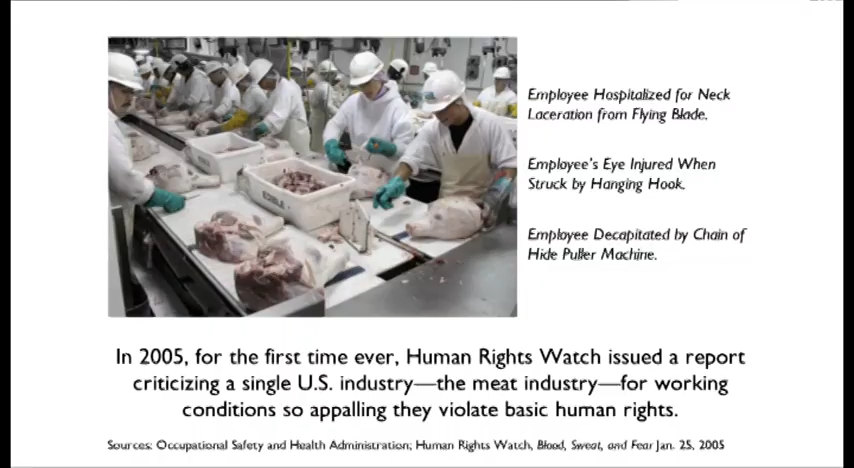 Employee Hospitalized for Neck
Laceration from Flying Blade.
Employee's Eye Injured When
Struck by Hanging Hook.
Employee Decapitated by Chain of
Hide Puller Machine.
EDIBLE
In 2005, for the first time ever, Human Rights Watch issued a report
criticizing a single U.S. industry—the meat industry—for working
conditions so appalling they violate basic human rights.
Sources: Occupational Safety and Health Administration; Human Rights Watch, Blood, Sweat, and Fear Jan. 25, 2005